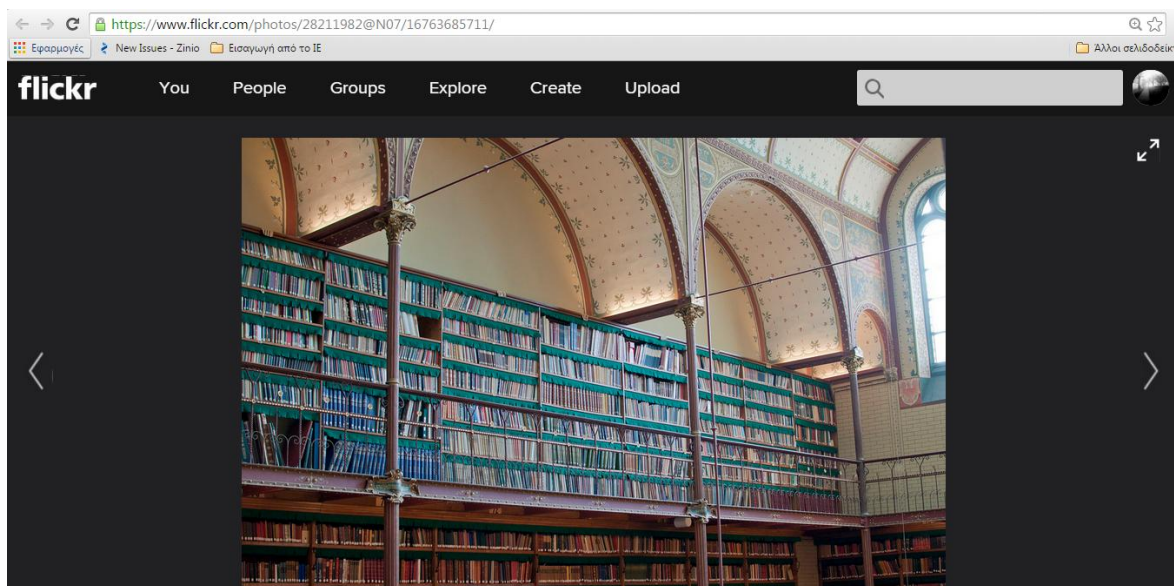 https://www.flickr.com/photos/28211982@N07/16763685711/
Εφαρμογές New Issues - Zinio Εισαγωγή από το IE Άλλοι σελιδοδείκτ
flickr You People Groups Explore Create Upload